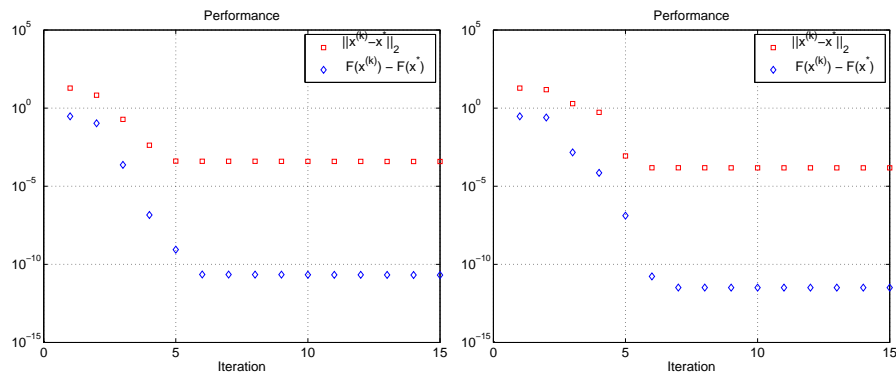 Performance
10^5
10^0
10^-5
10^-10
10^-15
||x^(k)−x^*||_2
F(x^(k)) − F(x^*)
0
5
10
15
Iteration
Performance
10^5
10^0
10^-5
10^-10
10^-15
||x^(k)−x^*||_2
F(x^(k)) − F(x^*)
0
5
10
15
Iteration